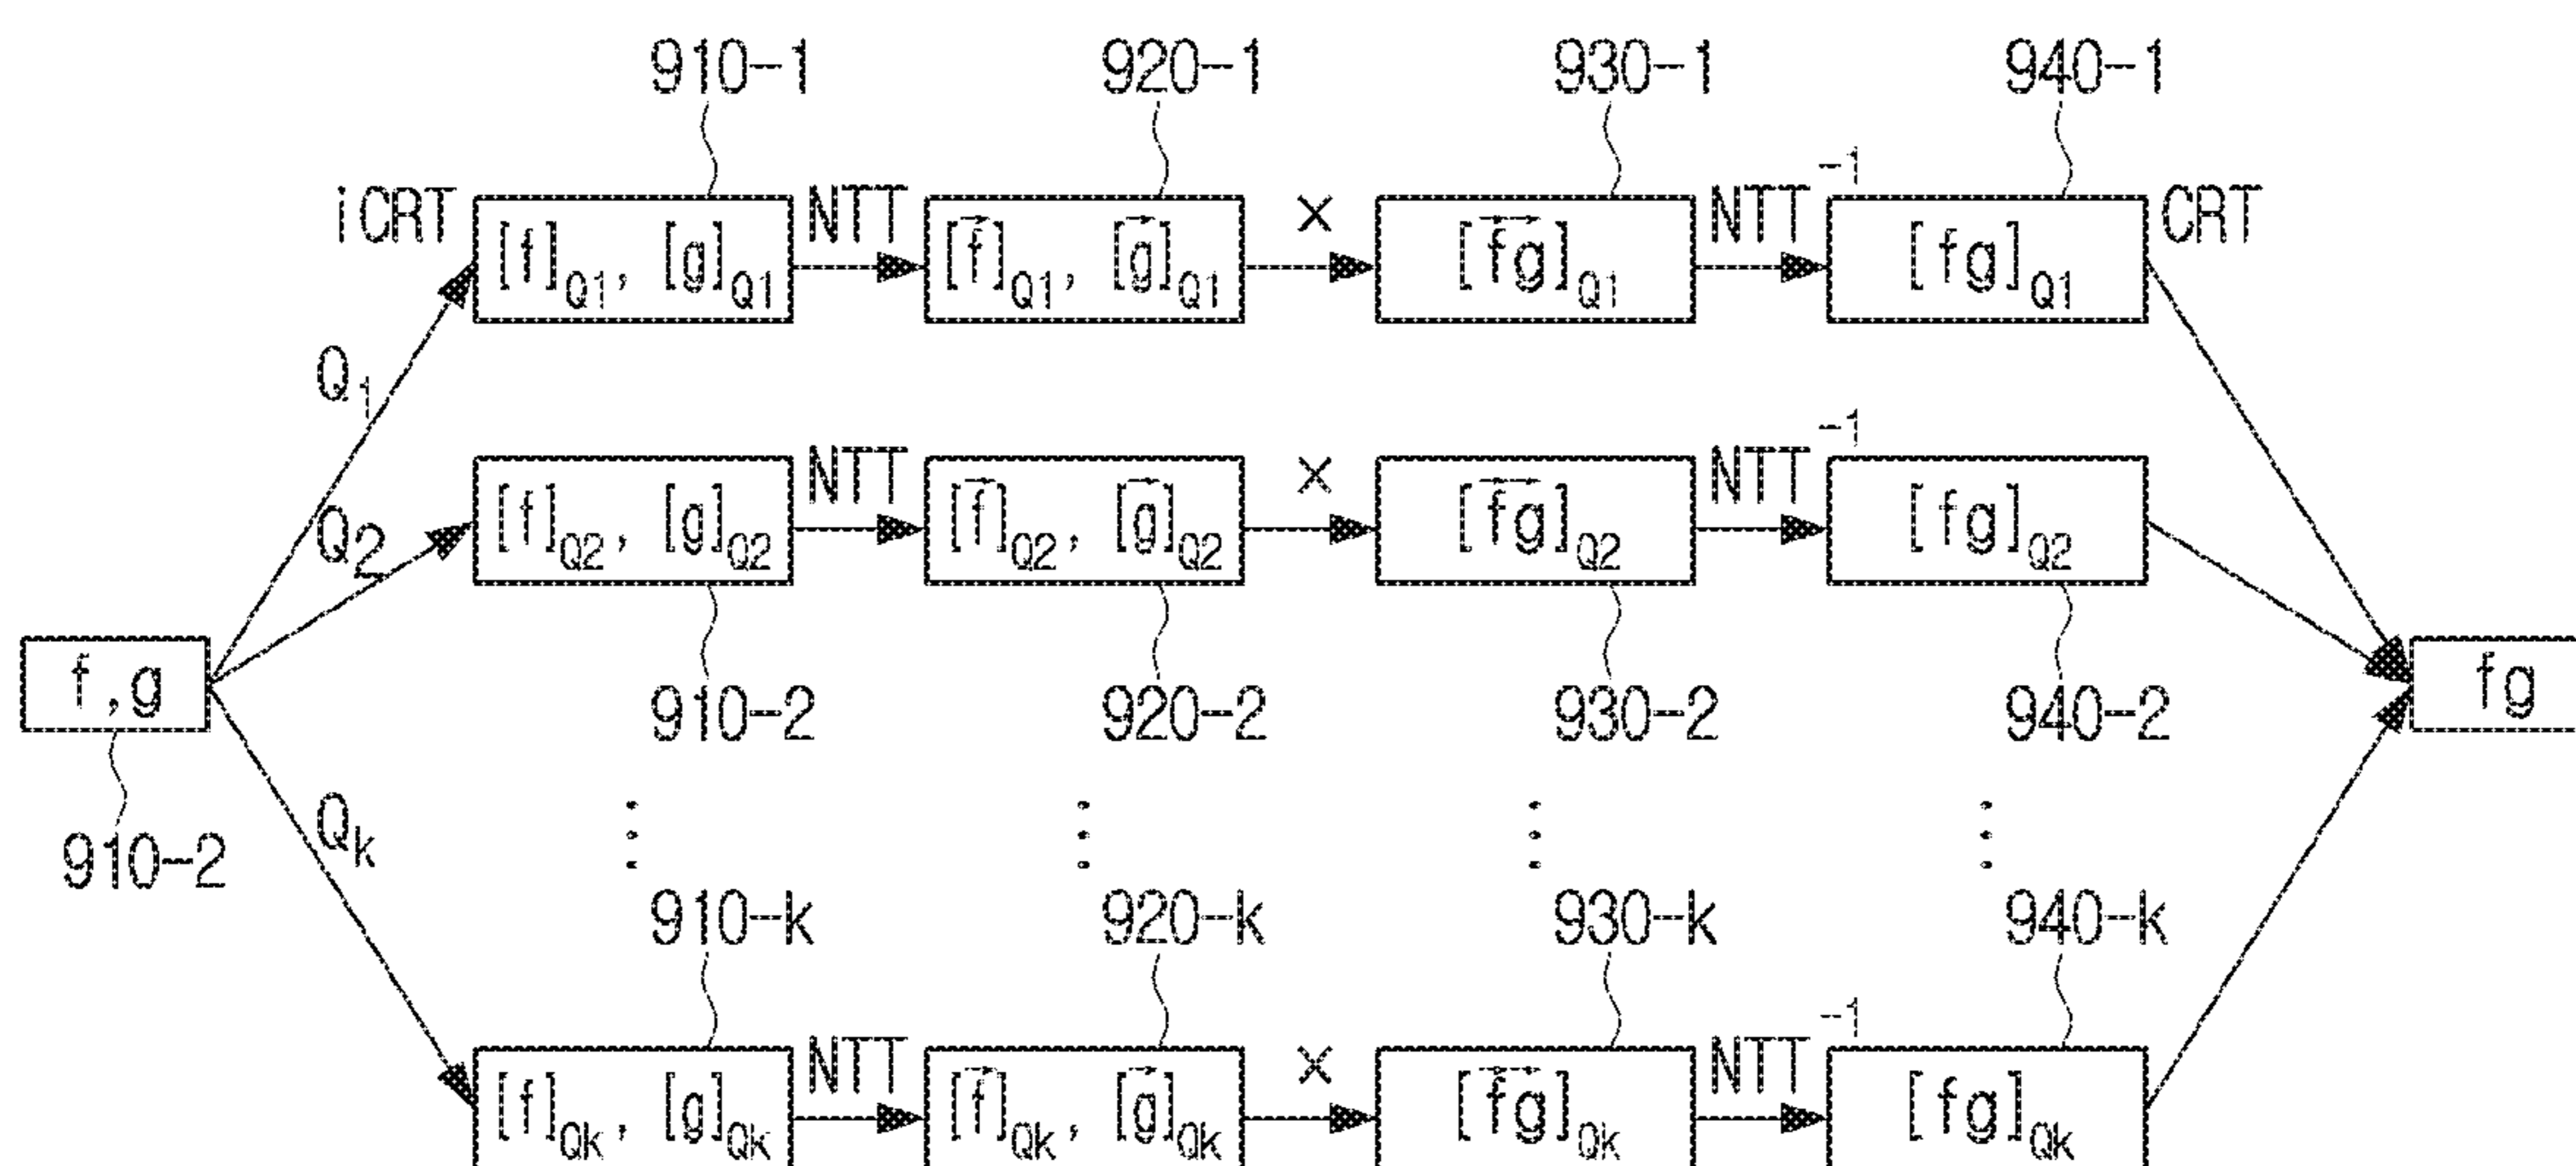 910-1 920-1 930-1 940-1
iCRT [f]Q1, [g]Q1 NTT [f⃗]Q1, [g⃗]Q1 × [f⃗g⃗]Q1 NTT⁻¹ [fg]Q1 CRT
Q1
Q2 [f]Q2, [g]Q2 NTT [f⃗]Q2, [g⃗]Q2 × [f⃗g⃗]Q2 NTT⁻¹ [fg]Q2
f,g 910-2 920-2 930-2 940-2 fg
910-2 Qk ⋮ ⋮ ⋮ ⋮
910-k 920-k 930-k 940-k
[f]Qk, [g]Qk NTT [f⃗]Qk, [g⃗]Qk × [f⃗g⃗]Qk NTT⁻¹ [fg]Qk